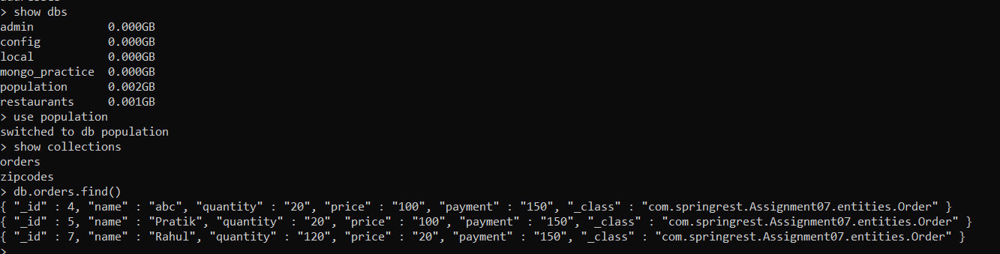 > show dbs
admin 0.000GB
config 0.000GB
local 0.000GB
mongo_practice 0.000GB
population 0.002GB
restaurants 0.001GB
> use population
switched to db population
> show collections
orders
zipcodes
> db.orders.find()
{ "_id" : 4, "name" : "abc", "quantity" : "20", "price" : "100", "payment" : "150", "_class" : "com.springrest.Assignment07.entities.Order" }
{ "_id" : 5, "name" : "Pratik", "quantity" : "20", "price" : "100", "payment" : "150", "_class" : "com.springrest.Assignment07.entities.Order" }
{ "_id" : 7, "name" : "Rahul", "quantity" : "120", "price" : "20", "payment" : "150", "_class" : "com.springrest.Assignment07.entities.Order" }
>